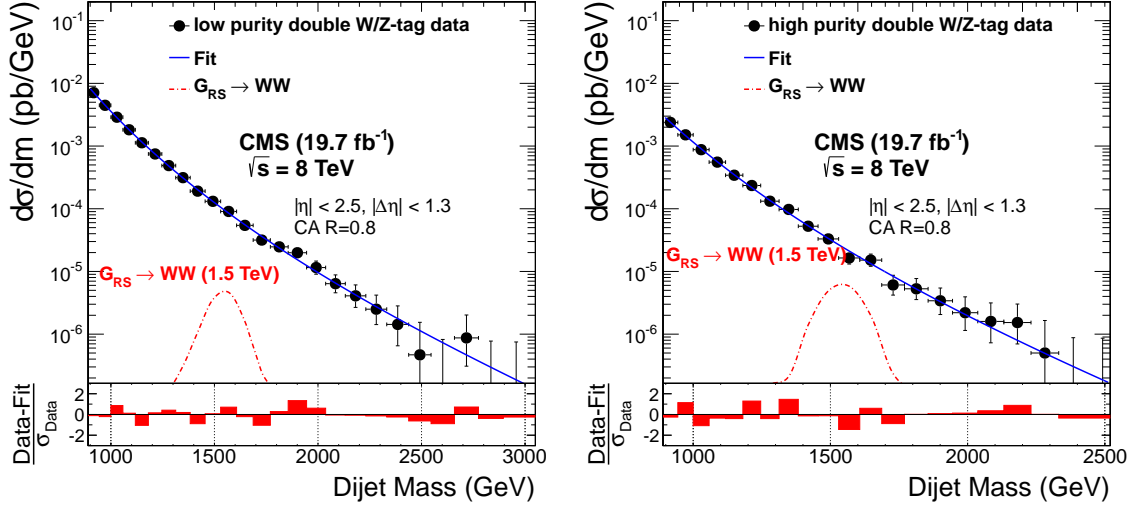 low purity double W/Z-tag data
Fit
G_RS → WW
CMS (19.7 fb⁻¹)
√s = 8 TeV
|η| < 2.5, |Δη| < 1.3
CA R=0.8
G_RS → WW (1.5 TeV)
dσ/dm (pb/GeV)
10⁻¹
10⁻²
10⁻³
10⁻⁴
10⁻⁵
10⁻⁶
Data-Fit
σ_Data
2
0
-2
1000 1500 2000 2500 3000
Dijet Mass (GeV)
high purity double W/Z-tag data
Fit
G_RS → WW
CMS (19.7 fb⁻¹)
√s = 8 TeV
|η| < 2.5, |Δη| < 1.3
CA R=0.8
G_RS → WW (1.5 TeV)
dσ/dm (pb/GeV)
10⁻¹
10⁻²
10⁻³
10⁻⁴
10⁻⁵
10⁻⁶
Data-Fit
σ_Data
2
0
-2
1000 1500 2000 2500
Dijet Mass (GeV)